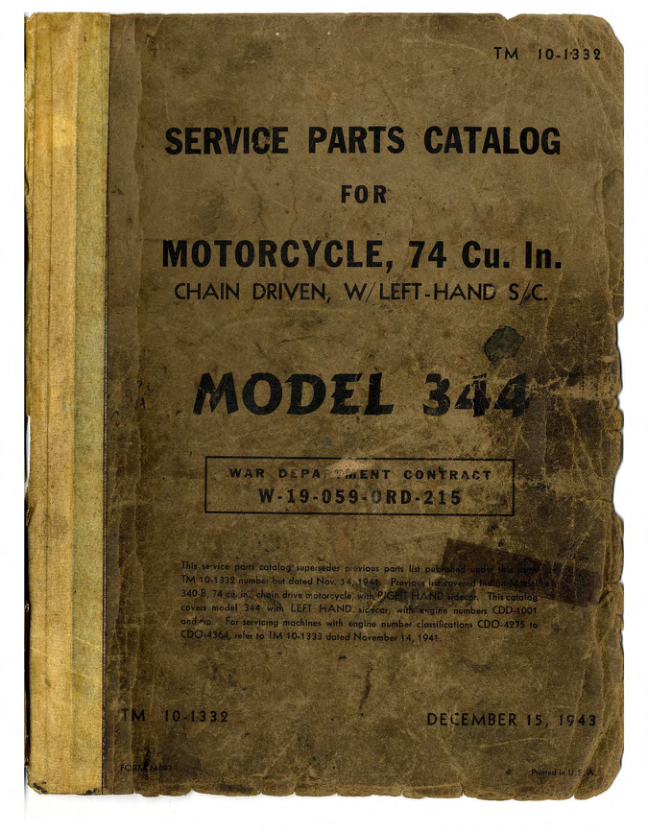 TM 10-1332
SERVICE PARTS CATALOG
FOR
MOTORCYCLE, 74 Cu. In.
CHAIN DRIVEN, W/LEFT-HAND S/C.
MODEL 344
WAR DEPARTMENT CONTRACT
W-19-059-ORD-215
This service parts catalog supersedes previous parts list published under this same
TM 10-1332 number but dated Nov. 14, 1941. Previous list covered Indian Model
340-B, 74 cu. in., chain drive motorcycle, with RIGHT HAND sidecar. This catalog
covers model 344 with LEFT HAND sidecar, with engine numbers CDD-1001
and up. For servicing machines with engine number classifications CDO-4275 to
CDO-4364, refer to TM 10-1333 dated November 14, 1941.
TM 10-1332
DECEMBER 15, 1943
FORM
Printed in U. S. A.